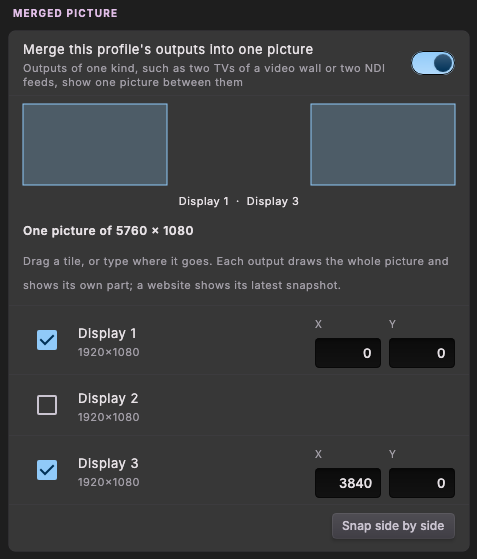 MERGED PICTURE
Merge this profile's outputs into one picture
Outputs of one kind, such as two TVs of a video wall or two NDI
feeds, show one picture between them
Display 1 · Display 3
One picture of 5760 × 1080
Drag a tile, or type where it goes. Each output draws the whole picture and
shows its own part; a website shows its latest snapshot.
Display 1
1920×1080
X
Y
0
0
Display 2
1920×1080
Display 3
1920×1080
X
Y
3840
0
Snap side by side